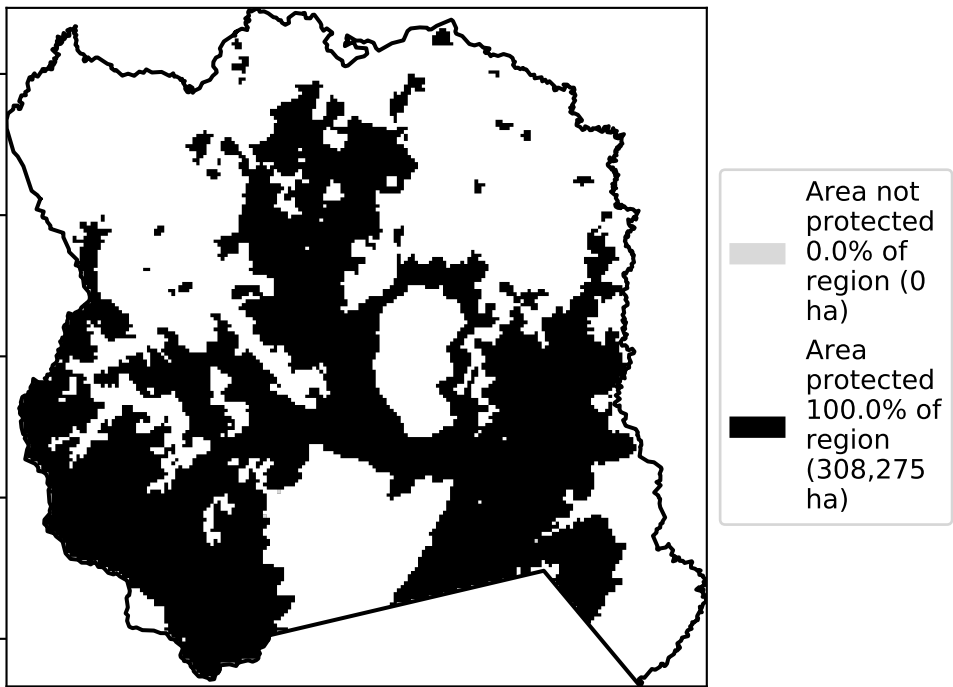 Area not
protected
0.0% of
region (0
ha)
Area
protected
100.0% of
region
(308,275
ha)